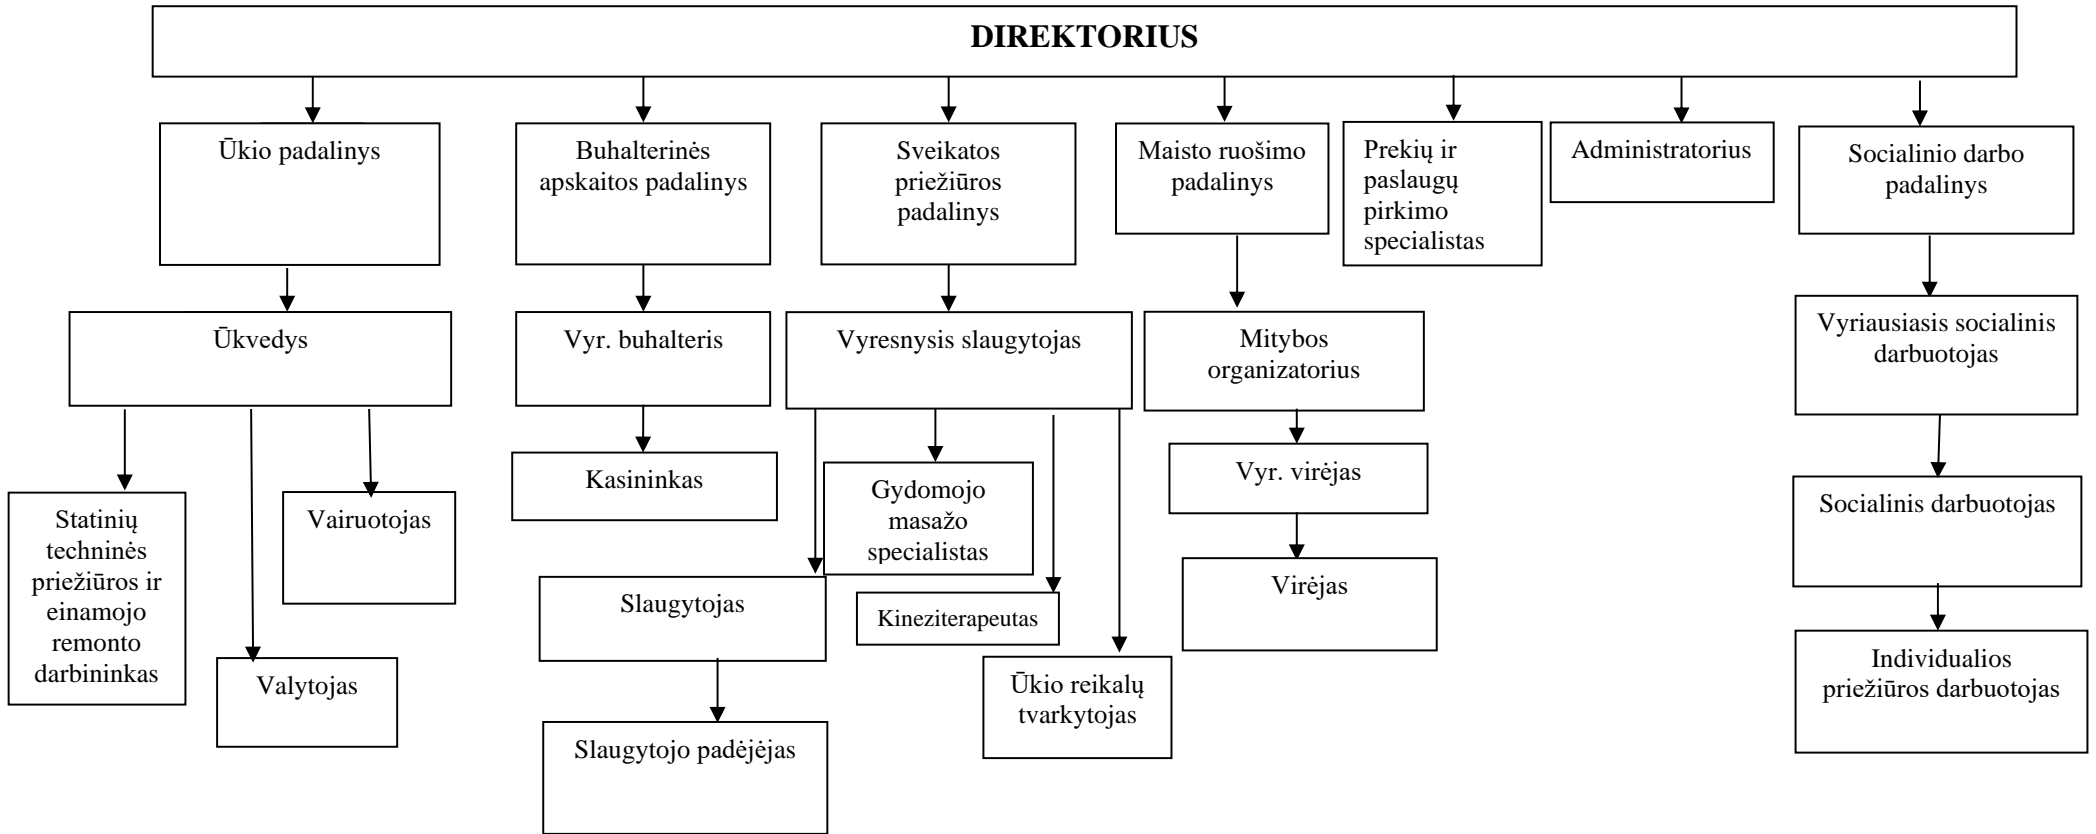 DIREKTORIUS
Ūkio padalinys
Buhalterinės
apskaitos padalinys
Sveikatos
priežiūros
padalinys
Maisto ruošimo
padalinys
Prekių ir
paslaugų
pirkimo
specialistas
Administratorius
Socialinio darbo
padalinys
Ūkvedys
Vyr. buhalteris
Vyresnysis slaugytojas
Mitybos
organizatorius
Vyriausiasis socialinis
darbuotojas
Statinių
techninės
priežiūros ir
einamojo
remonto
darbininkas
Vairuotojas
Valytojas
Kasininkas
Gydomojo
masažo
specialistas
Vyr. virėjas
Socialinis darbuotojas
Slaugytojas
Kineziterapeutas
Virėjas
Ūkio reikalų
tvarkytojas
Individualios
priežiūros darbuotojas
Slaugytojo padėjėjas